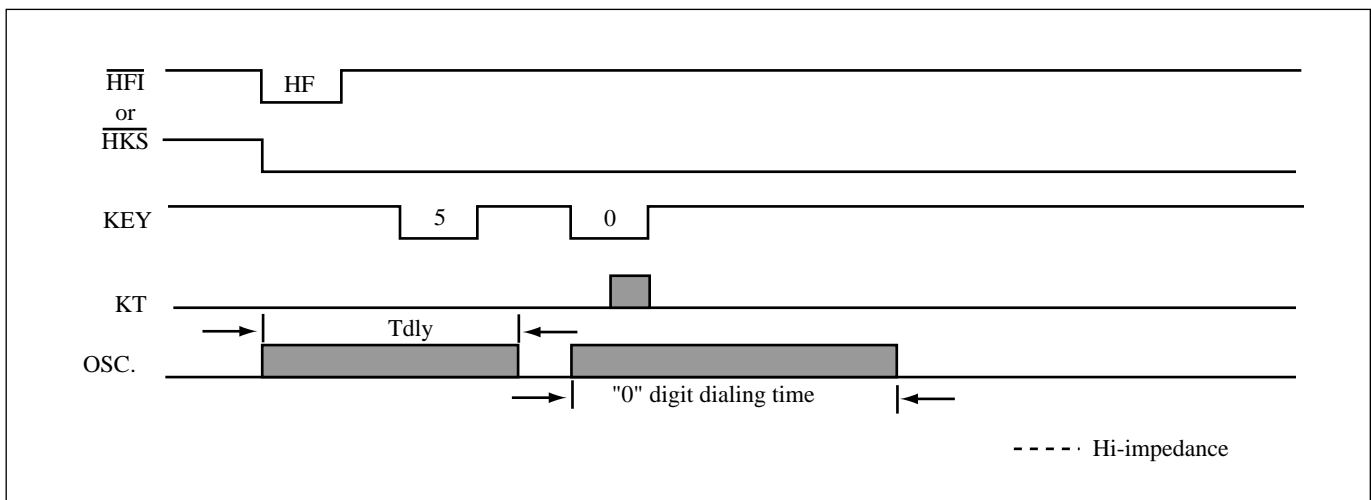 HFI
HF
or
HKS
KEY
5
0
KT
Tdly
OSC.
"0" digit dialing time
Hi-impedance